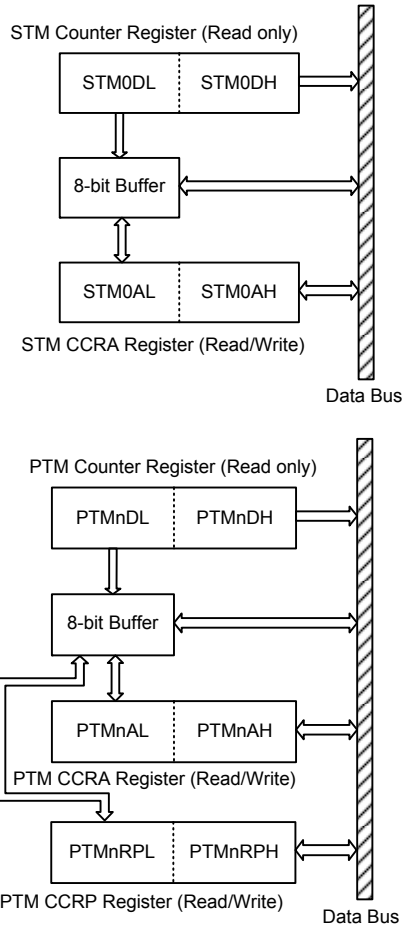 STM Counter Register (Read only)
STM0DL STM0DH
8-bit Buffer
STM0AL STM0AH
STM CCRA Register (Read/Write)
Data Bus
PTM Counter Register (Read only)
PTMnDL PTMnDH
8-bit Buffer
PTMnAL PTMnAH
PTM CCRA Register (Read/Write)
PTMnRPL PTMnRPH
PTM CCRP Register (Read/Write)
Data Bus